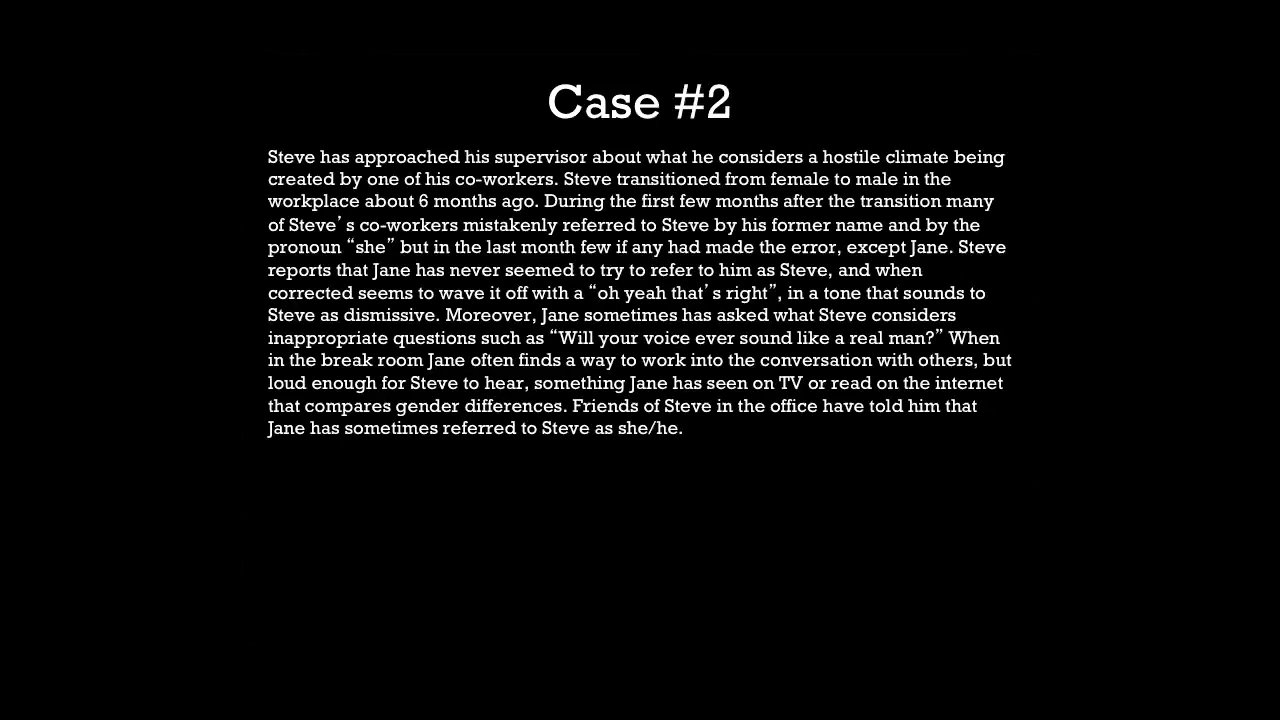 Case #2
Steve has approached his supervisor about what he considers a hostile climate being
created by one of his co-workers. Steve transitioned from female to male in the
workplace about 6 months ago. During the first few months after the transition many
of Steve’s co-workers mistakenly referred to Steve by his former name and by the
pronoun “she” but in the last month few if any had made the error, except Jane. Steve
reports that Jane has never seemed to try to refer to him as Steve, and when
corrected seems to wave it off with a “oh yeah that’s right”, in a tone that sounds to
Steve as dismissive. Moreover, Jane sometimes has asked what Steve considers
inappropriate questions such as “Will your voice ever sound like a real man?” When
in the break room Jane often finds a way to work into the conversation with others, but
loud enough for Steve to hear, something Jane has seen on TV or read on the internet
that compares gender differences. Friends of Steve in the office have told him that
Jane has sometimes referred to Steve as she/he.